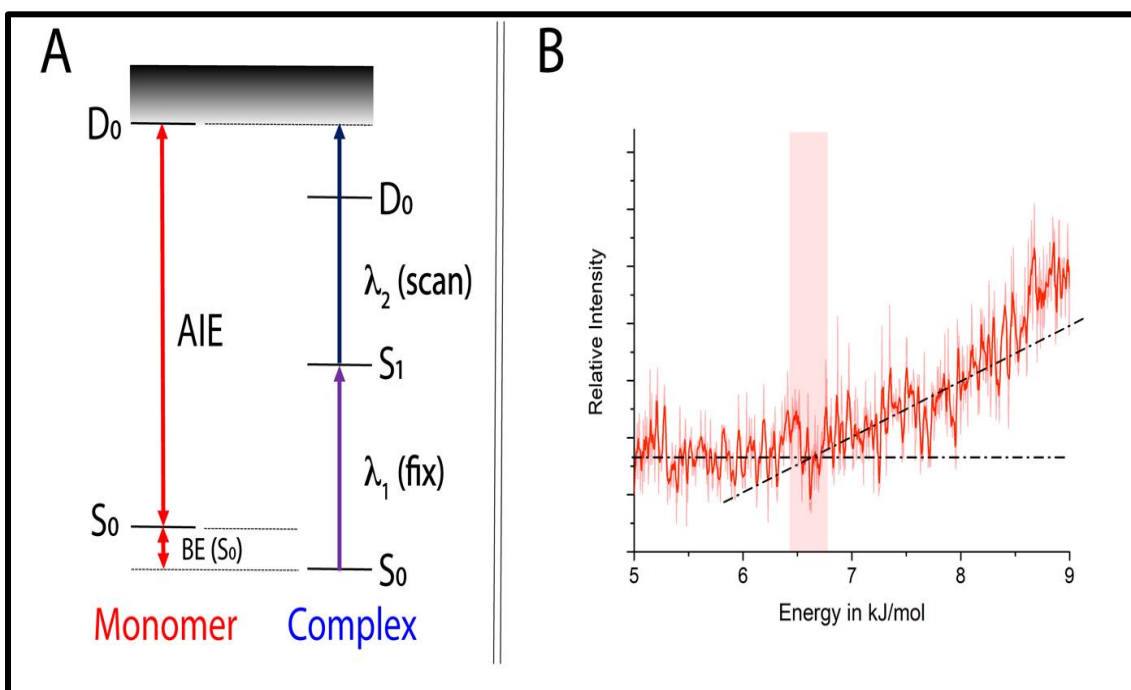 A
D₀
D₀
λ₂ (scan)
AIE
S₁
λ₁ (fix)
S₀
BE (S₀)
S₀
Monomer
Complex
B
Relative Intensity
5
6
7
8
9
Energy in kJ/mol